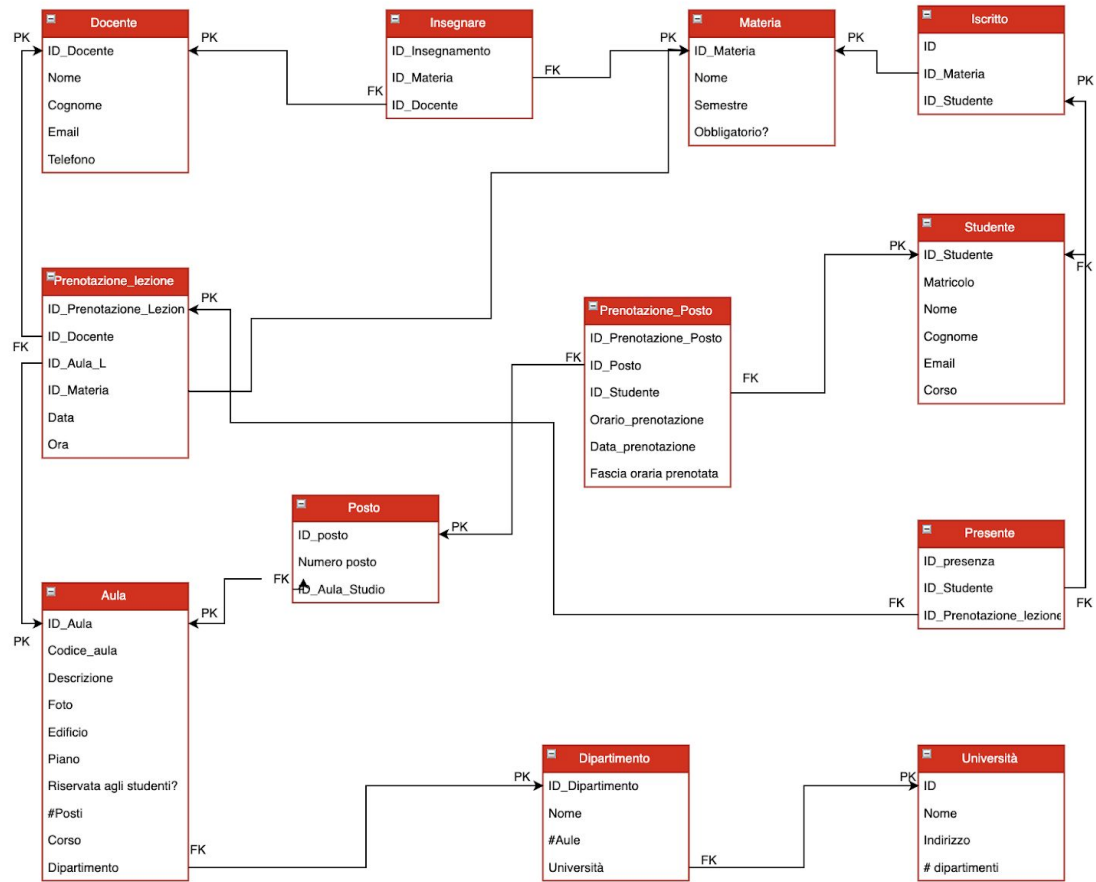 Docente
ID_Docente
Nome
Cognome
Email
Telefono
PK
PK
Insegnare
ID_Insegnamento
ID_Materia
ID_Docente
FK
FK
Materia
ID_Materia
Nome
Semestre
Obbligatorio?
PK
PK
Iscritto
ID
ID_Materia
ID_Studente
PK
Studente
ID_Studente
Matricolo
Nome
Cognome
Email
Corso
PK
FK
Prenotazione_lezione
ID_Prenotazione_Lezion
ID_Docente
ID_Aula_L
ID_Materia
Data
Ora
PK
FK
Prenotazione_Posto
ID_Prenotazione_Posto
ID_Posto
ID_Studente
Orario_prenotazione
Data_prenotazione
Fascia oraria prenotata
FK
FK
Posto
ID_posto
Numero posto
ID_Aula_Studio
PK
FK
Presente
ID_presenza
ID_Studente
ID_Prenotazione_lezione
FK
FK
Aula
ID_Aula
Codice_aula
Descrizione
Foto
Edificio
Piano
Riservata agli studenti?
#Posti
Corso
Dipartimento
PK
PK
FK
Dipartimento
ID_Dipartimento
Nome
#Aule
Università
PK
FK
Università
ID
Nome
Indirizzo
# dipartimenti
PK